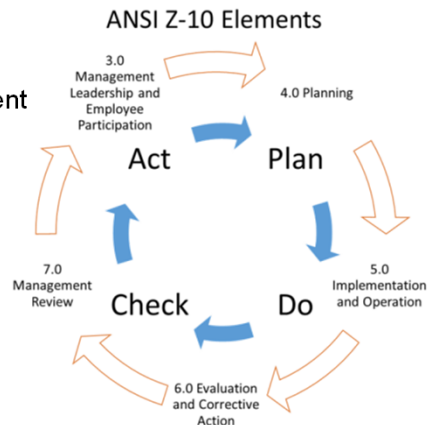 ANSI Z-10 Elements
3.0
Management
Leadership and
Employee
Participation
4.0 Planning
ent
Act
Plan
7.0
Management
Review
5.0
Implementation
and Operation
Check
Do
6.0 Evaluation
and Corrective
Action